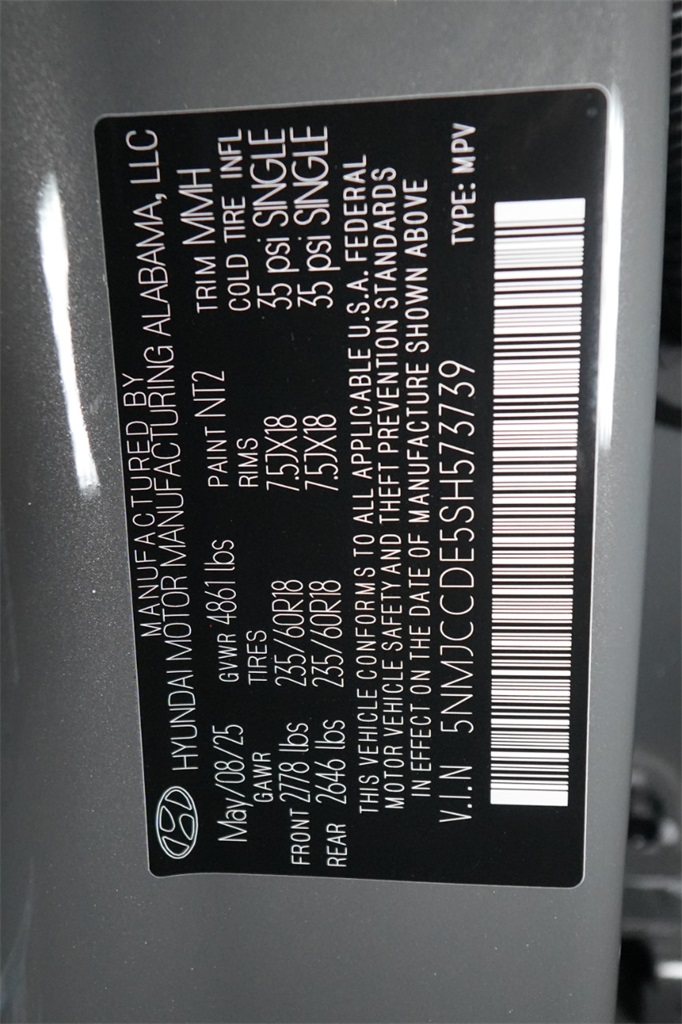 MANUFACTURED BY
HYUNDAI MOTOR MANUFACTURING ALABAMA, LLC
May/08/25 GVWR 4861 lbs PAINT NT2 TRIM MMH
GAWR TIRES RIMS COLD TIRE INFL
FRONT 2778 lbs 235/60R18 7.5JX18 35 psi SINGLE
REAR 2646 lbs 235/60R18 7.5JX18 35 psi SINGLE
THIS VEHICLE CONFORMS TO ALL APPLICABLE U.S.A. FEDERAL
MOTOR VEHICLE SAFETY AND THEFT PREVENTION STANDARDS
IN EFFECT ON THE DATE OF MANUFACTURE SHOWN ABOVE
V.I.N 5NMJCCDE5SH573739 TYPE: MPV